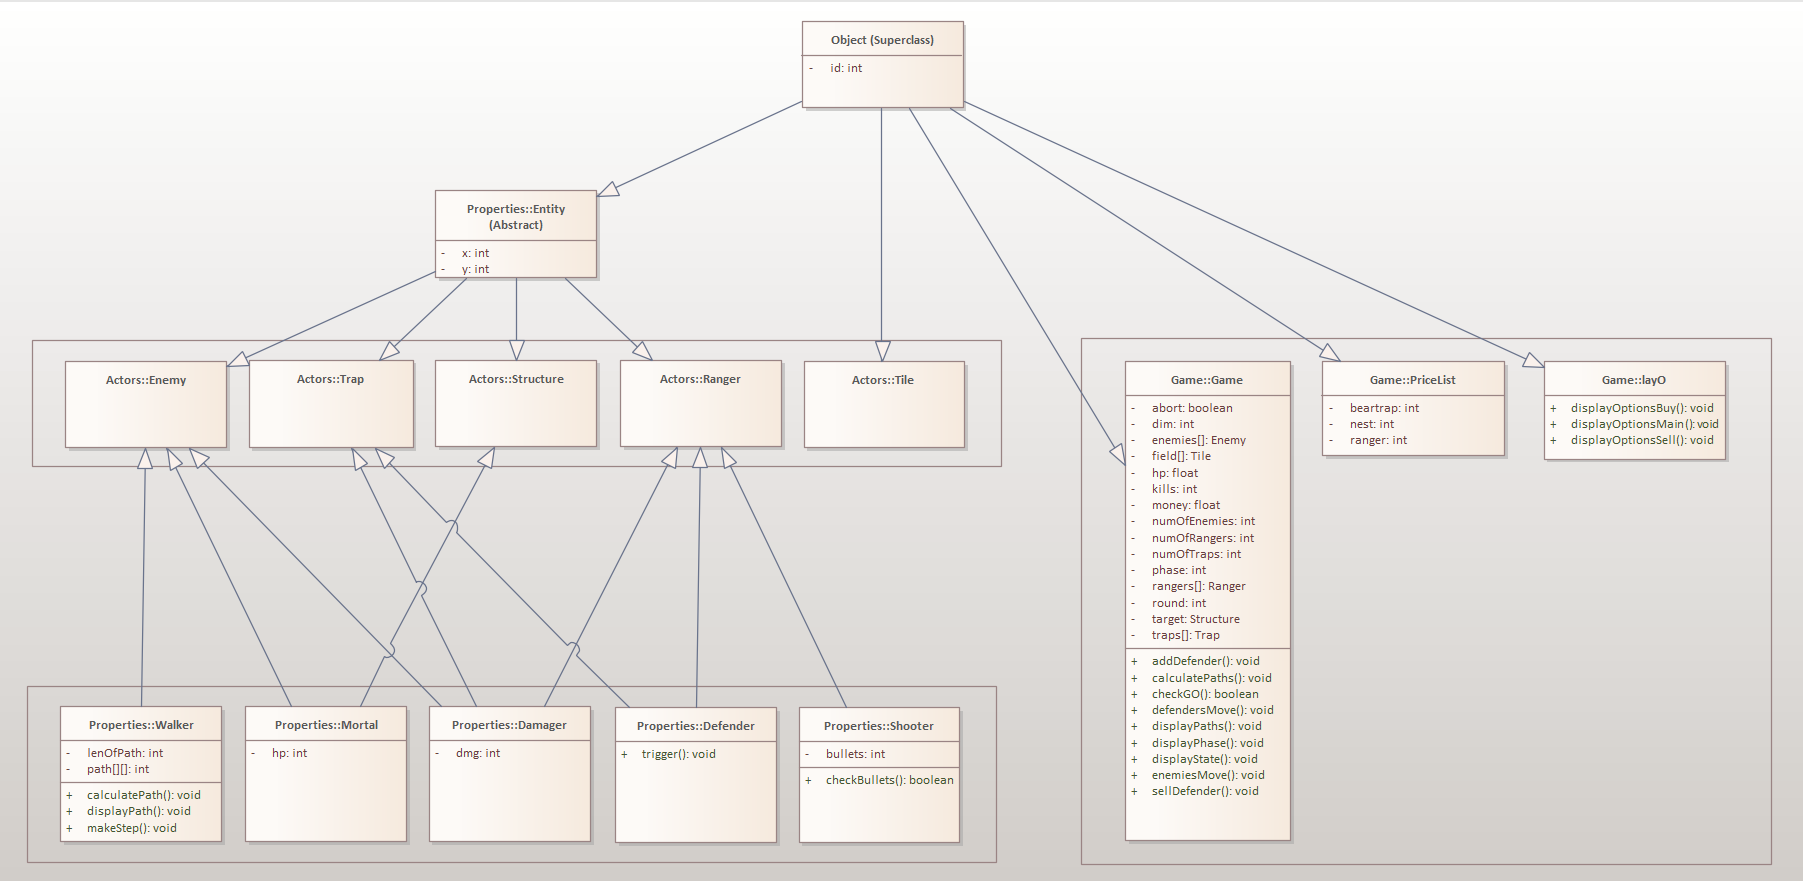 Object (Superclass)
- id: int
Properties::Entity
(Abstract)
- x: int
- y: int
Actors::Enemy
Actors::Trap
Actors::Structure
Actors::Ranger
Actors::Tile
Game::Game
- abort: boolean
- dim: int
- enemies[]: Enemy
- field[]: Tile
- hp: float
- kills: int
- money: float
- numOfEnemies: int
- numOfRangers: int
- numOfTraps: int
- phase: int
- rangers[]: Ranger
- round: int
- target: Structure
- traps[]: Trap
+ addDefender(): void
+ calculatePaths(): void
+ checkGO(): boolean
+ defendersMove(): void
+ displayPaths(): void
+ displayPhase(): void
+ displayState(): void
+ enemiesMove(): void
+ sellDefender(): void
Game::PriceList
- beartrap: int
- nest: int
- ranger: int
Game::layO
+ displayOptionsBuy(): void
+ displayOptionsMain(): void
+ displayOptionsSell(): void
Properties::Walker
- lenOfPath: int
- path[][]: int
+ calculatePath(): void
+ displayPath(): void
+ makeStep(): void
Properties::Mortal
- hp: int
Properties::Damager
- dmg: int
Properties::Defender
+ trigger(): void
Properties::Shooter
- bullets: int
+ checkBullets(): boolean